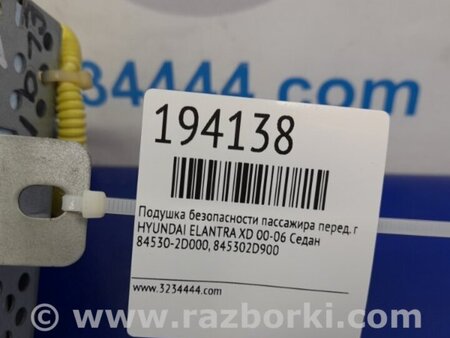 234444.com
194138
Подушка безопасности пассажира перед. г
HYUNDAI ELANTRA XD 00-06 Седан
84530-2D000, 845302D900
www.3234444.com
www.razborki.com